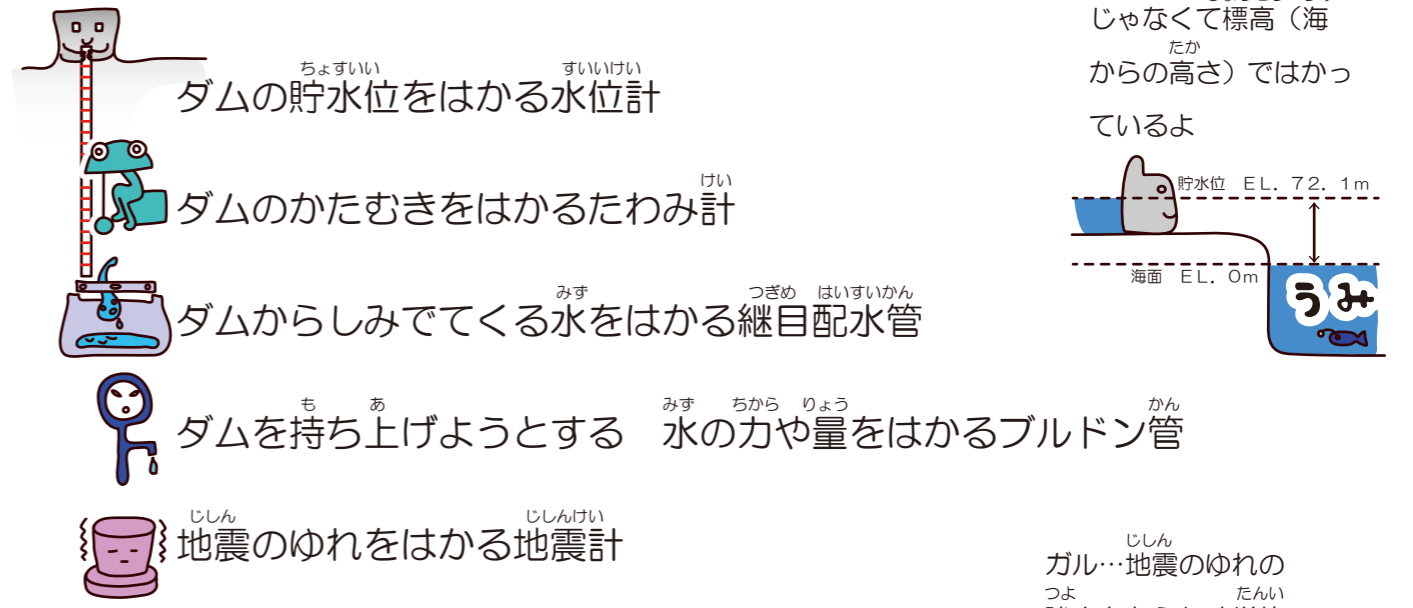 ダムの貯水位をはかる水位計
ちょすいい すいいけい
ダムのかたむきをはかるたわみ計
けい
ダムからしみでてくる水をはかる継目配水管
みず つぎめ はいすいかん
ダムを持ち上げようとする 水の力や量をはかるブルドン管
も あ みず ちから りょう かん
地震のゆれをはかる地震計
じしん じしんけい
じゃなくて標高（海
からの高さ）ではかっ
たか
ているよ
貯水位 EL．72．1m
海面 EL．0m
うみ
ガル…地震のゆれの
じしん
つよ たんい